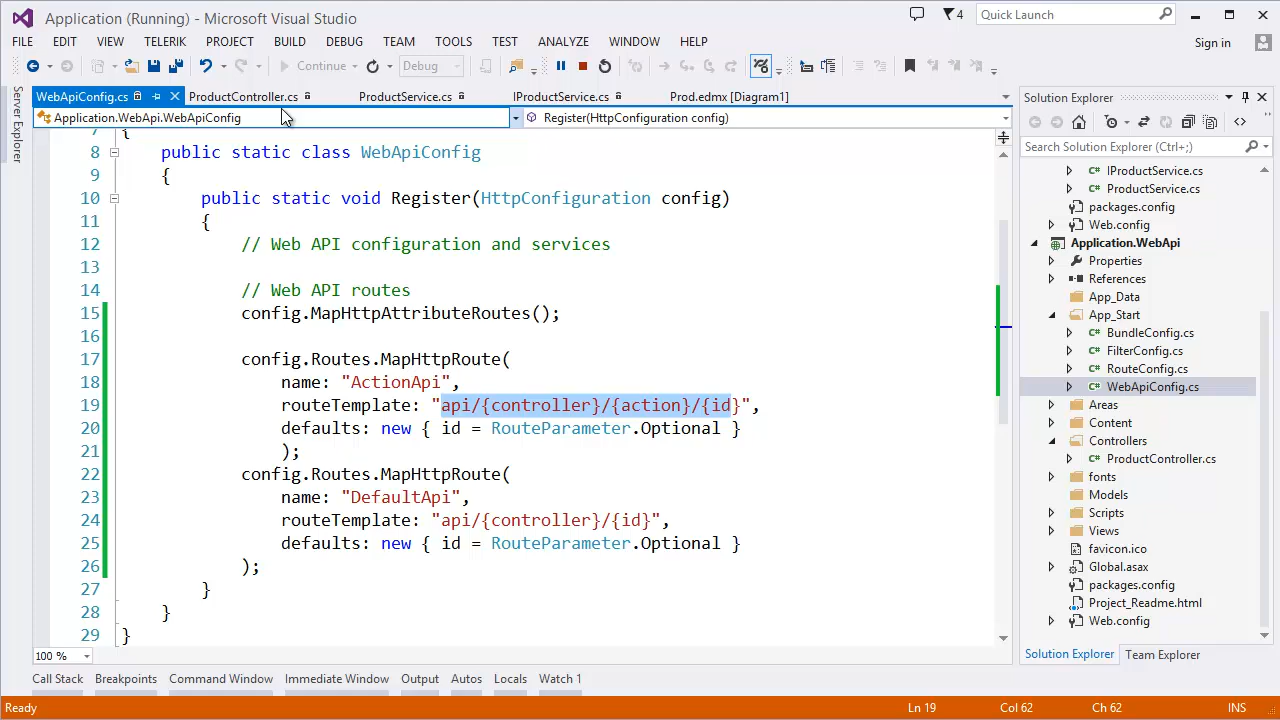 Application (Running) - Microsoft Visual Studio
4
Quick Launch
FILE EDIT VIEW TELERIK PROJECT BUILD DEBUG TEAM TOOLS TEST ANALYZE WINDOW HELP
Sign in
Continue
Debug
Server Explorer
WebApiConfig.cs ProductController.cs ProductService.cs IProductService.cs Prod.edmx [Diagram1]
Application.WebApi.WebApiConfig
Register(HttpConfiguration config)
7 {
8 public static class WebApiConfig
9 {
10 public static void Register(HttpConfiguration config)
11 {
12 // Web API configuration and services
13
14 // Web API routes
15 config.MapHttpAttributeRoutes();
16
17 config.Routes.MapHttpRoute(
18 name: "ActionApi",
19 routeTemplate: "api/{controller}/{action}/{id}",
20 defaults: new { id = RouteParameter.Optional }
21 );
22 config.Routes.MapHttpRoute(
23 name: "DefaultApi",
24 routeTemplate: "api/{controller}/{id}",
25 defaults: new { id = RouteParameter.Optional }
26 );
27 }
28 }
29 }
100 %
Solution Explorer
Search Solution Explorer (Ctrl+;)
IProductService.cs
ProductService.cs
packages.config
Web.config
Application.WebApi
Properties
References
App_Data
App_Start
BundleConfig.cs
FilterConfig.cs
RouteConfig.cs
WebApiConfig.cs
Areas
Content
Controllers
ProductController.cs
fonts
Models
Scripts
Views
favicon.ico
Global.asax
packages.config
Project_Readme.html
Web.config
Solution Explorer Team Explorer
Call Stack Breakpoints Command Window Immediate Window Output Autos Locals Watch 1
Ready
Ln 19 Col 62 Ch 62 INS